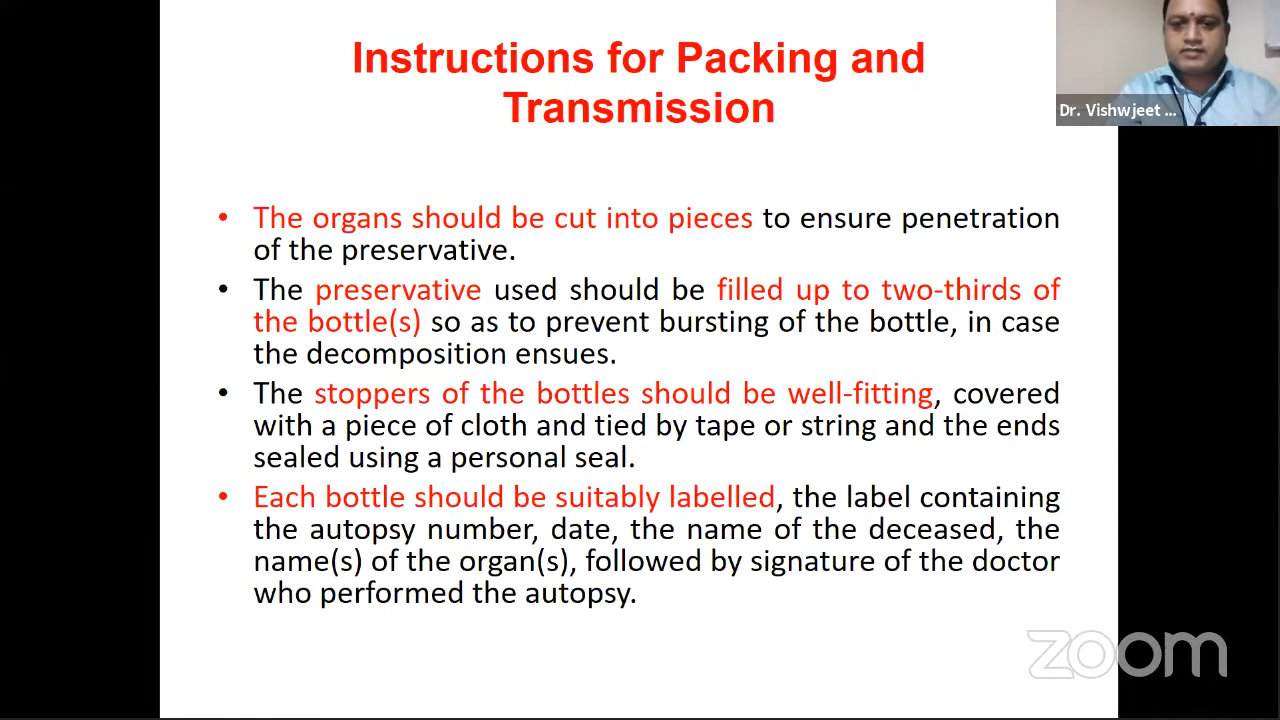 Instructions for Packing and
Transmission
Dr. Vishwjeet ...
• The organs should be cut into pieces to ensure penetration
of the preservative.
• The preservative used should be filled up to two-thirds of
the bottle(s) so as to prevent bursting of the bottle, in case
the decomposition ensues.
• The stoppers of the bottles should be well-fitting, covered
with a piece of cloth and tied by tape or string and the ends
sealed using a personal seal.
• Each bottle should be suitably labelled, the label containing
the autopsy number, date, the name of the deceased, the
name(s) of the organ(s), followed by signature of the doctor
who performed the autopsy.
zoom